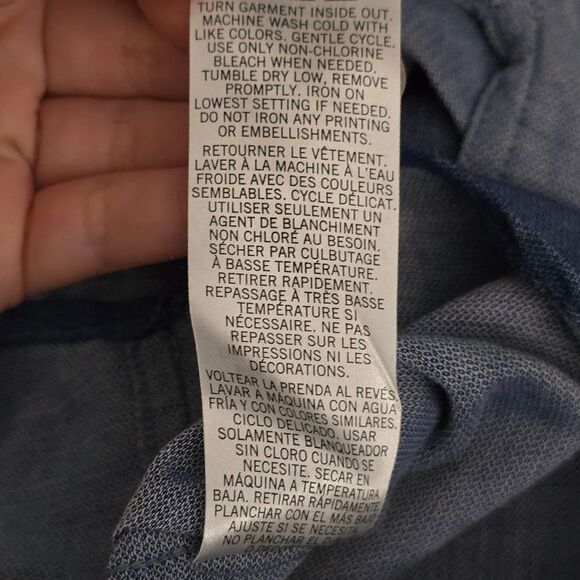 TURN GARMENT INSIDE OUT.
MACHINE WASH COLD WITH
LIKE COLORS. GENTLE CYCLE.
USE ONLY NON-CHLORINE
BLEACH WHEN NEEDED.
TUMBLE DRY LOW, REMOVE
PROMPTLY. IRON ON
LOWEST SETTING IF NEEDED.
DO NOT IRON ANY PRINTING
OR EMBELLISHMENTS.
RETOURNER LE VÊTEMENT.
LAVER À LA MACHINE À L'EAU
FROIDE AVEC DES COULEURS
SEMBLABLES. CYCLE DÉLICAT.
UTILISER SEULEMENT UN
AGENT DE BLANCHIMENT
NON CHLORÉ AU BESOIN.
SÉCHER PAR CULBUTAGE
À BASSE TEMPÉRATURE.
RETIRER RAPIDEMENT.
REPASSAGE À TRÈS BASSE
TEMPÉRATURE SI
NÉCESSAIRE. NE PAS
REPASSER SUR LES
IMPRESSIONS NI LES
DÉCORATIONS.
VOLTEAR LA PRENDA AL REVÉS
LAVAR A MÁQUINA CON AGUA
FRÍA Y CON COLORES SIMILARES.
CICLO DELICADO. USAR
SOLAMENTE BLANQUEADOR
SIN CLORO CUANDO SE
NECESITE. SECAR EN
MÁQUINA A TEMPERATURA
BAJA. RETIRAR RÁPIDAMENTE.
PLANCHAR CON EL MÁS BAJO
AJUSTE SI SE NECESITA
NO PLANCHAR EL